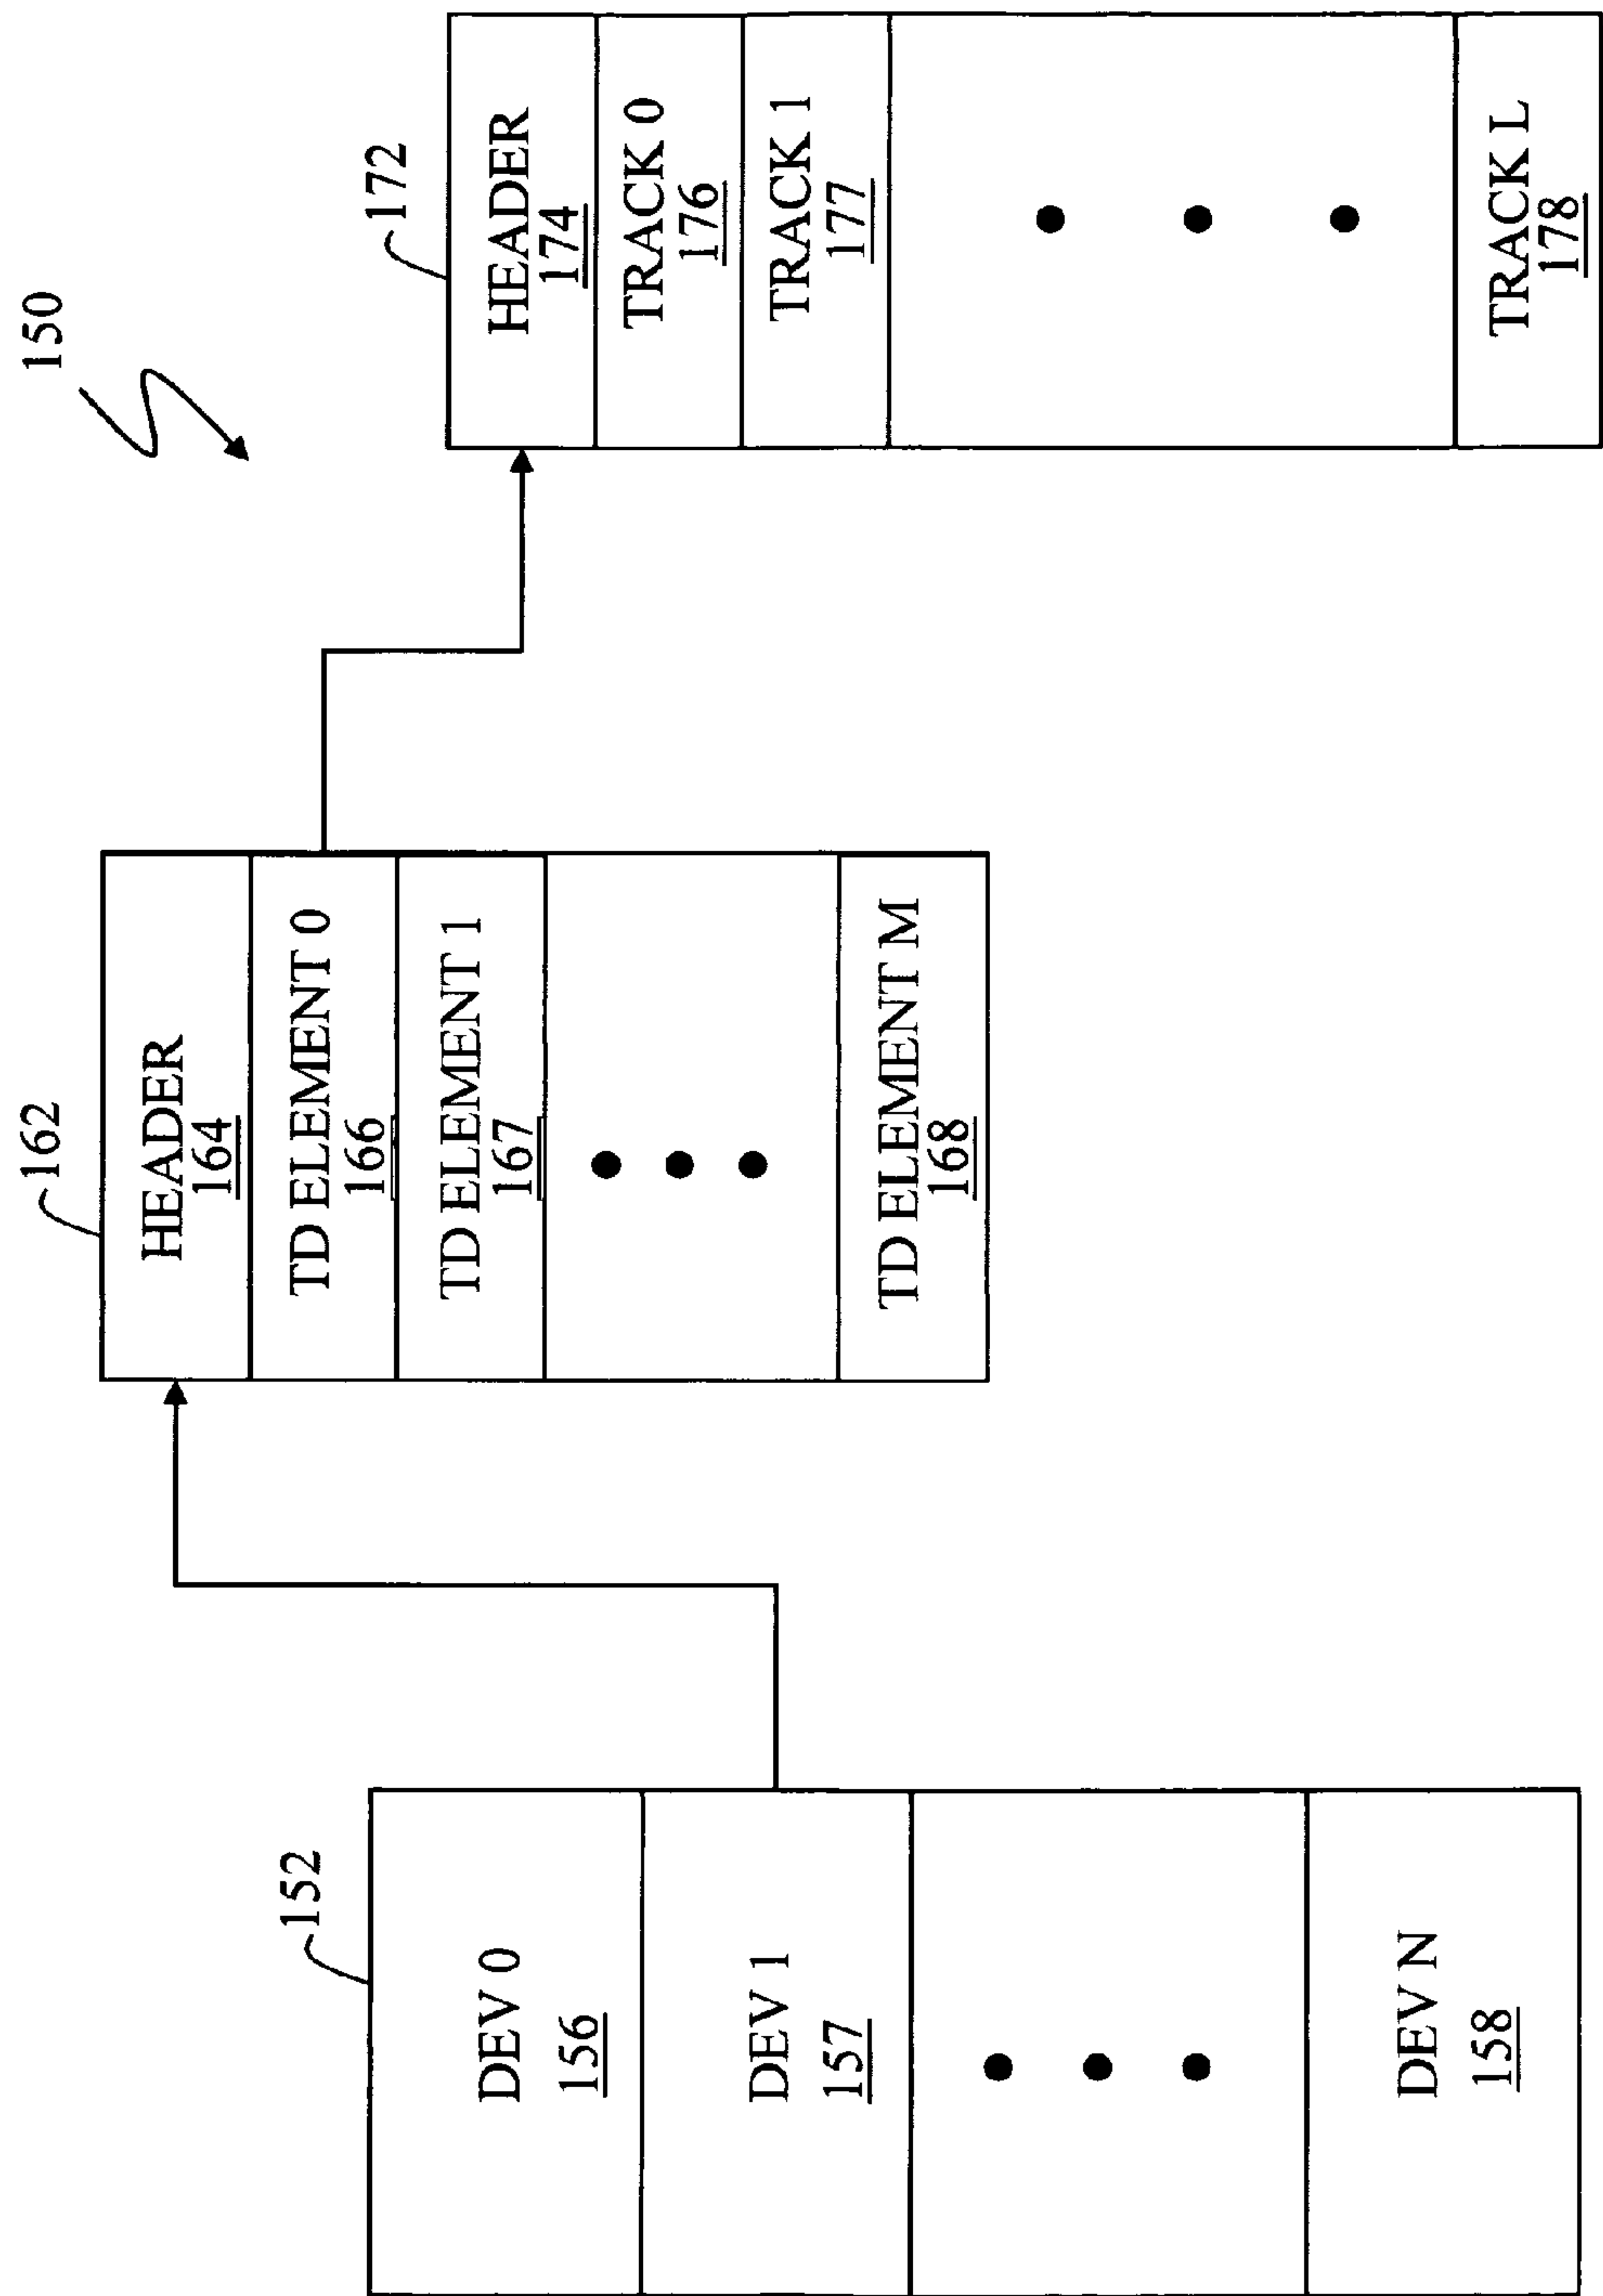 150
152
DEV 0
156
DEV 1
157
DEV N
158
162
HEADER
164
TD ELEMENT 0
166
TD ELEMENT 1
167
TD ELEMENT M
168
172
HEADER
174
TRACK 0
176
TRACK 1
177
TRACK L
178